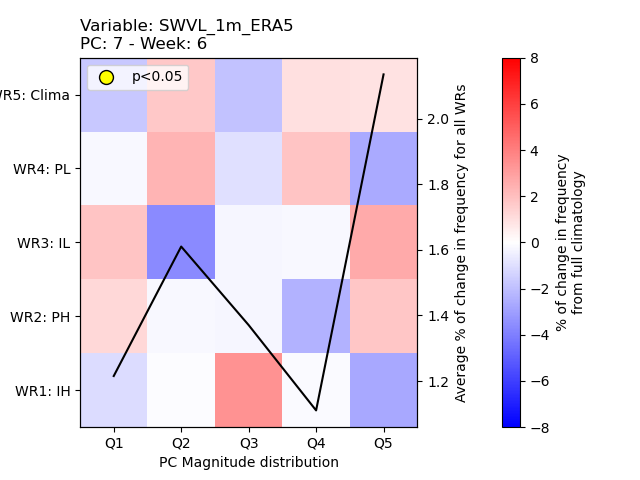 Variable: SWVL_1m_ERA5
PC: 7 - Week: 6
p<0.05
WR5: Clima
WR4: PL
WR3: IL
WR2: PH
WR1: IH
Q1 Q2 Q3 Q4 Q5
PC Magnitude distribution
2.0
1.8
1.6
1.4
1.2
Average % of change in frequency for all WRs
8
6
4
2
0
−2
−4
−6
−8
% of change in frequency
from full climatology